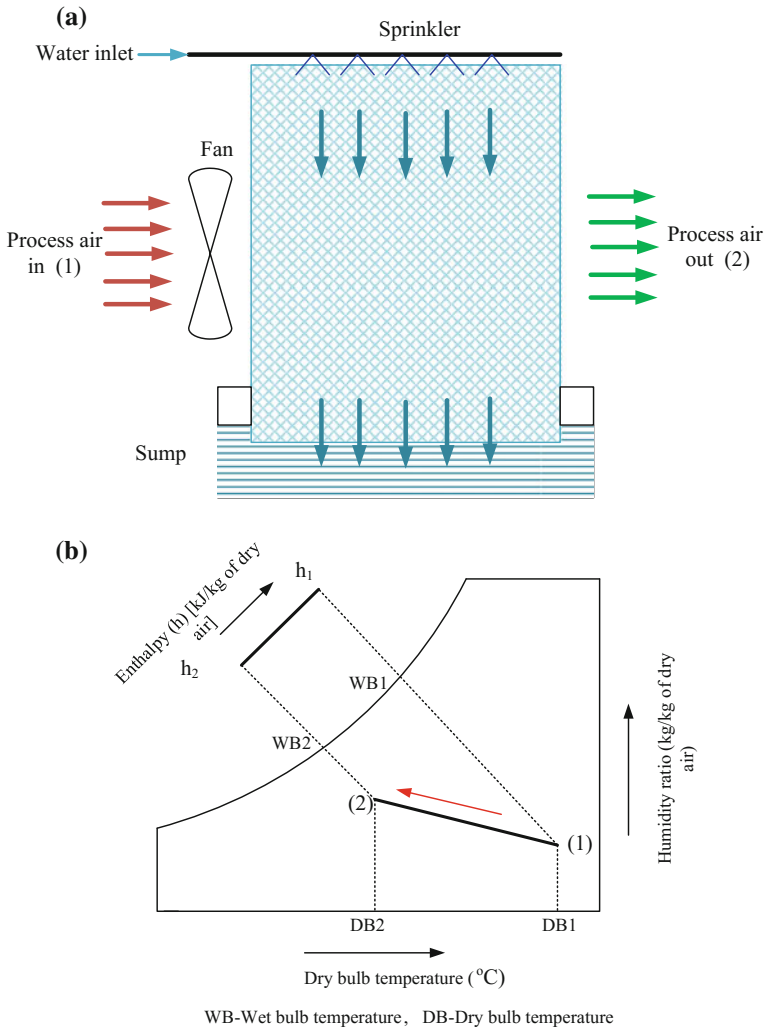 (a)
Sprinkler
Water inlet
Fan
Process air
in (1)
Process air
out (2)
Sump
(b)
Enthalpy (h) [kJ/kg of dry
air]
h1
h2
WB1
WB2
(2)
(1)
Humidity ratio (kg/kg of dry
air)
DB2
DB1
Dry bulb temperature (°C)
WB-Wet bulb temperature, DB-Dry bulb temperature